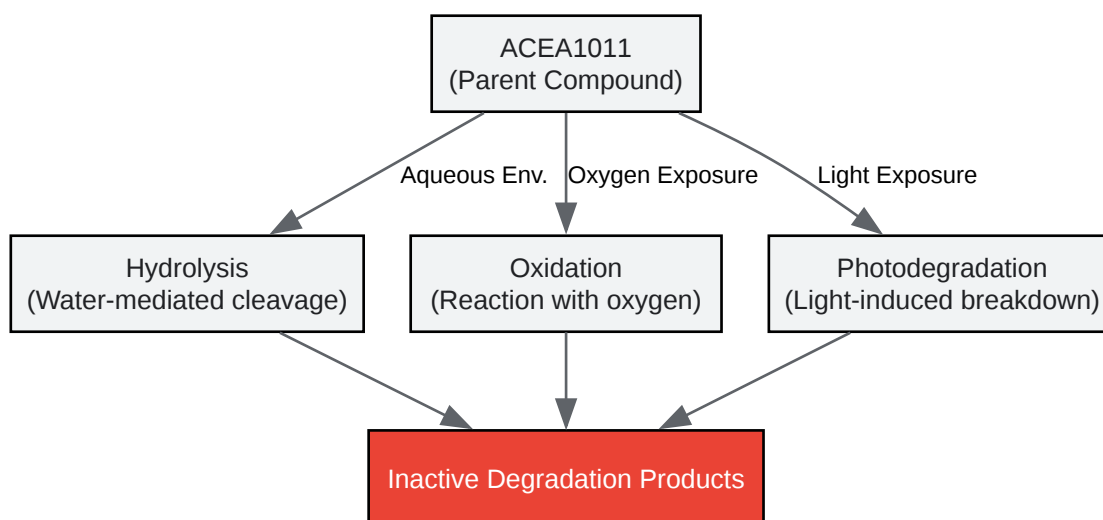 ACEA1011
(Parent Compound)
Aqueous Env.
Oxygen Exposure
Light Exposure
Hydrolysis
(Water-mediated cleavage)
Oxidation
(Reaction with oxygen)
Photodegradation
(Light-induced breakdown)
Inactive Degradation Products